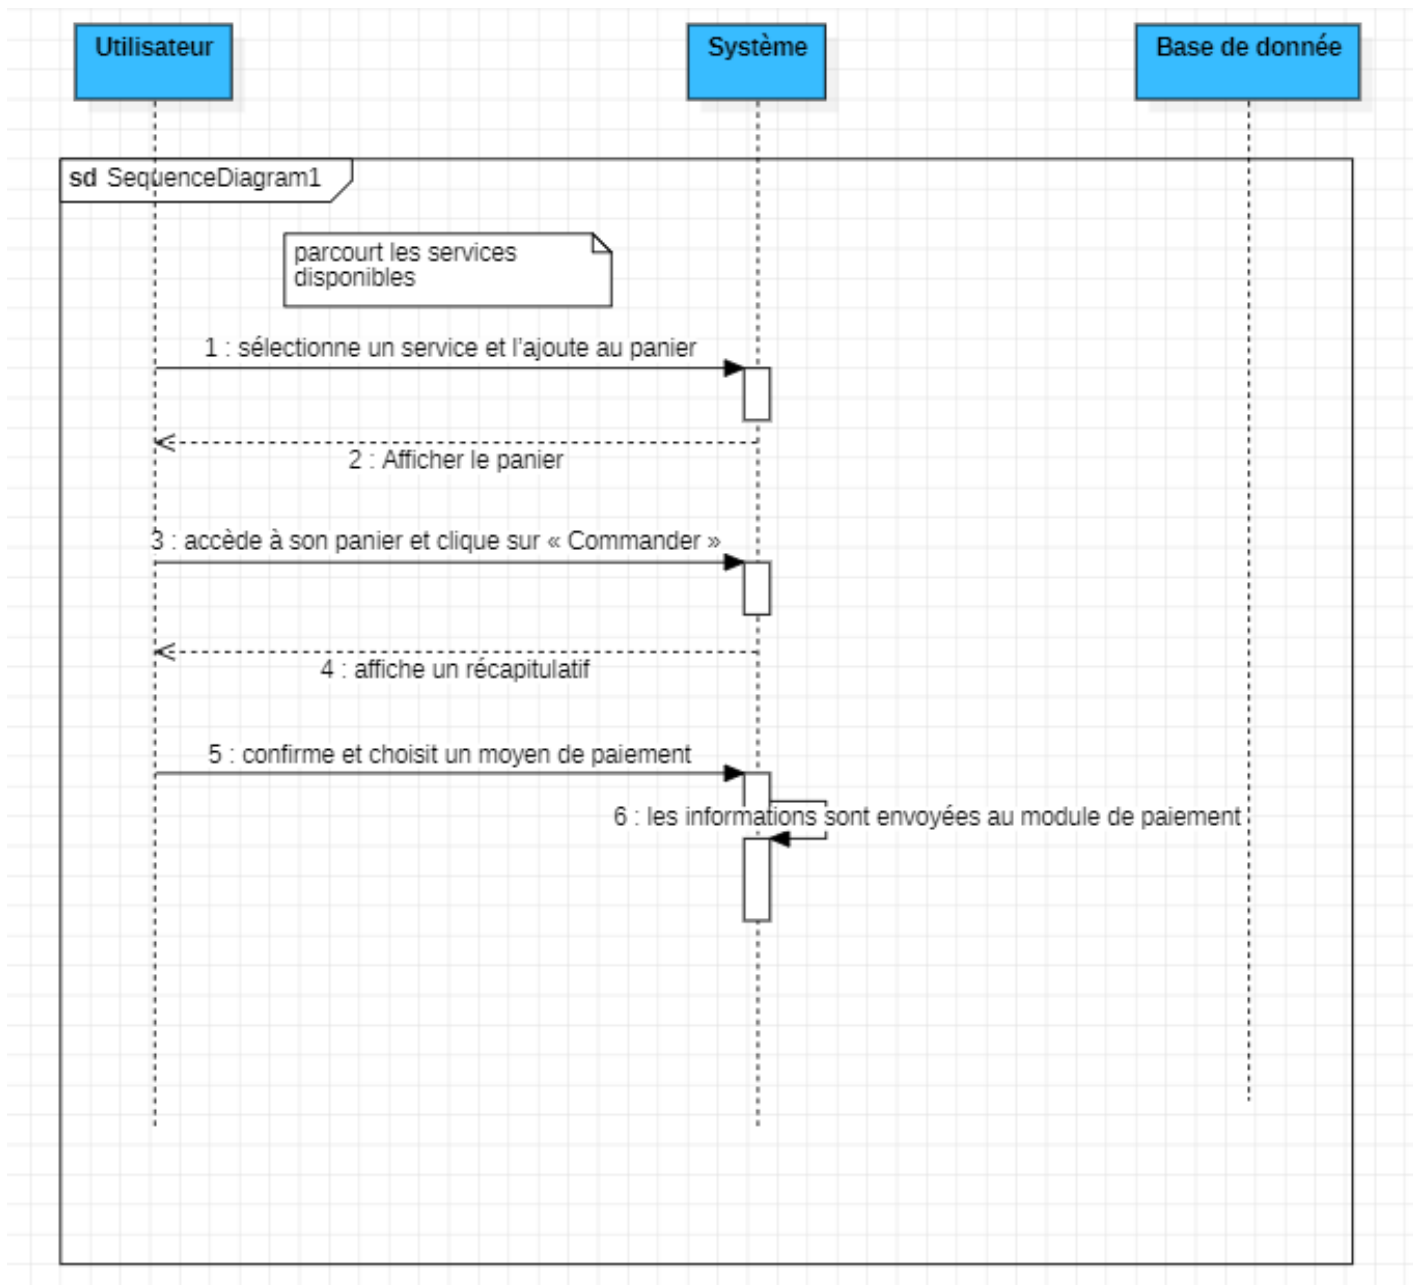 Utilisateur
Système
Base de donnée
sd SequenceDiagram1
parcourt les services
disponibles
1 : sélectionne un service et l'ajoute au panier
2 : Afficher le panier
3 : accède à son panier et clique sur « Commander »
4 : affiche un récapitulatif
5 : confirme et choisit un moyen de paiement
6 : les informations sont envoyées au module de paiement